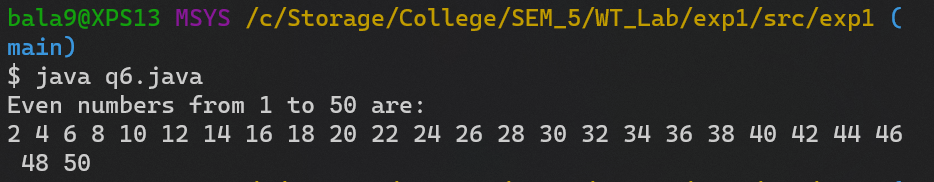 bala9@XPS13 MSYS /c/Storage/College/SEM_5/WT_Lab/exp1/src/exp1 (
main)
$ java q6.java
Even numbers from 1 to 50 are:
2 4 6 8 10 12 14 16 18 20 22 24 26 28 30 32 34 36 38 40 42 44 46
 48 50